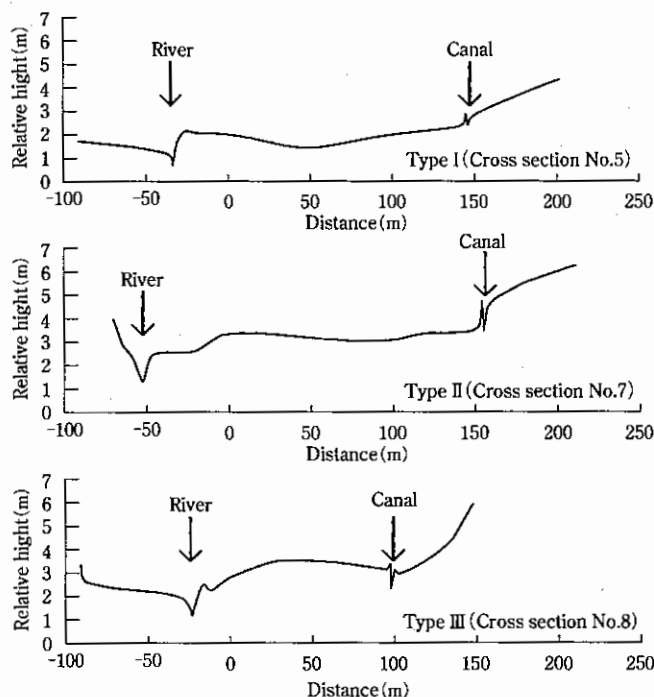 Relative hight(m)
7
6
5
4
3
2
1
0
River
Canal
Type I (Cross section No.5)
-100 -50 0 50 100 150 200 250
Distance(m)
Relative hight(m)
7
6
5
4
3
2
1
0
River
Canal
Type II (Cross section No.7)
-100 -50 0 50 100 150 200 250
Distance(m)
Relative hight(m)
7
6
5
4
3
2
1
0
River
Canal
Type III (Cross section No.8)
-100 -50 0 50 100 150 200 250
Distance(m)